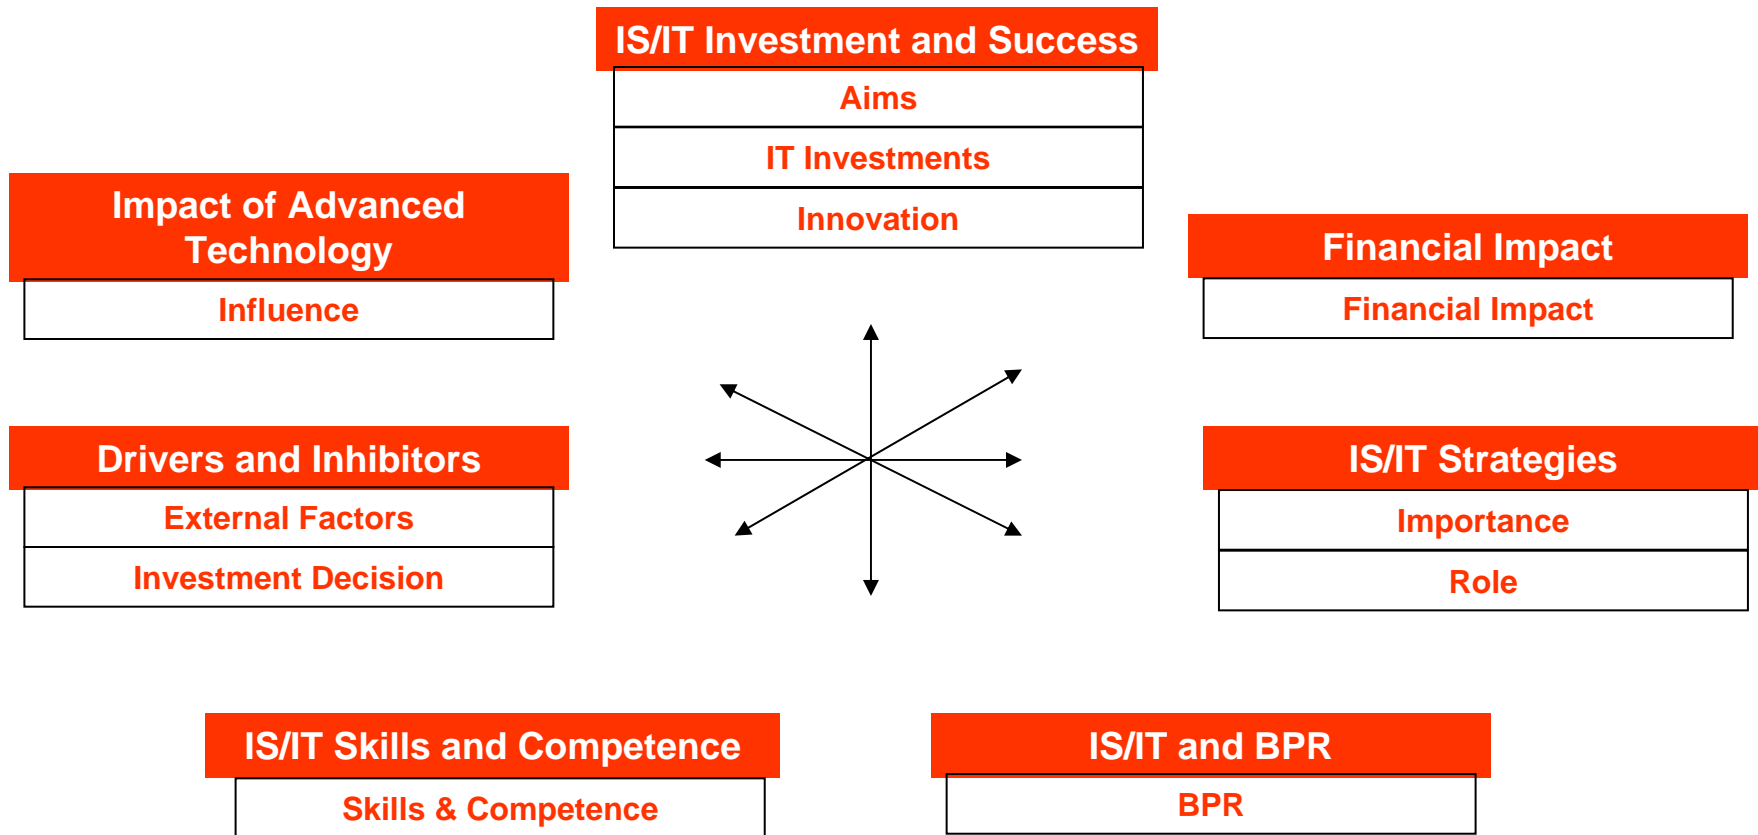 IS/IT Investment and Success
Aims
IT Investments
Innovation
Impact of Advanced
Technology
Influence
Financial Impact
Financial Impact
Drivers and Inhibitors
External Factors
Investment Decision
IS/IT Strategies
Importance
Role
IS/IT Skills and Competence
Skills & Competence
IS/IT and BPR
BPR